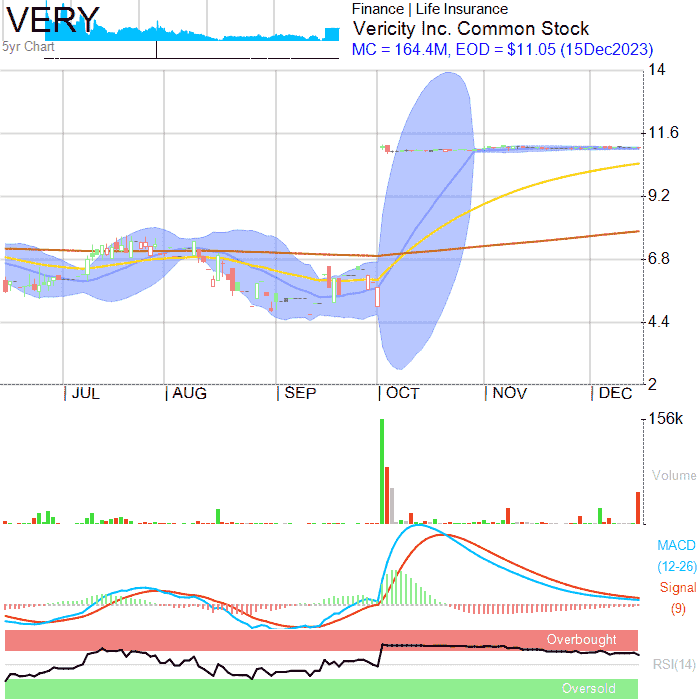 VERY
5yr Chart
Finance | Life Insurance
Vericity Inc. Common Stock
MC = 164.4M, EOD = $11.05 (15Dec2023)
14
11.6
9.2
6.8
4.4
2
JUL AUG SEP OCT NOV DEC
156k
Volume
MACD
(12-26)
Signal
(9)
Overbought
RSI(14)
Oversold